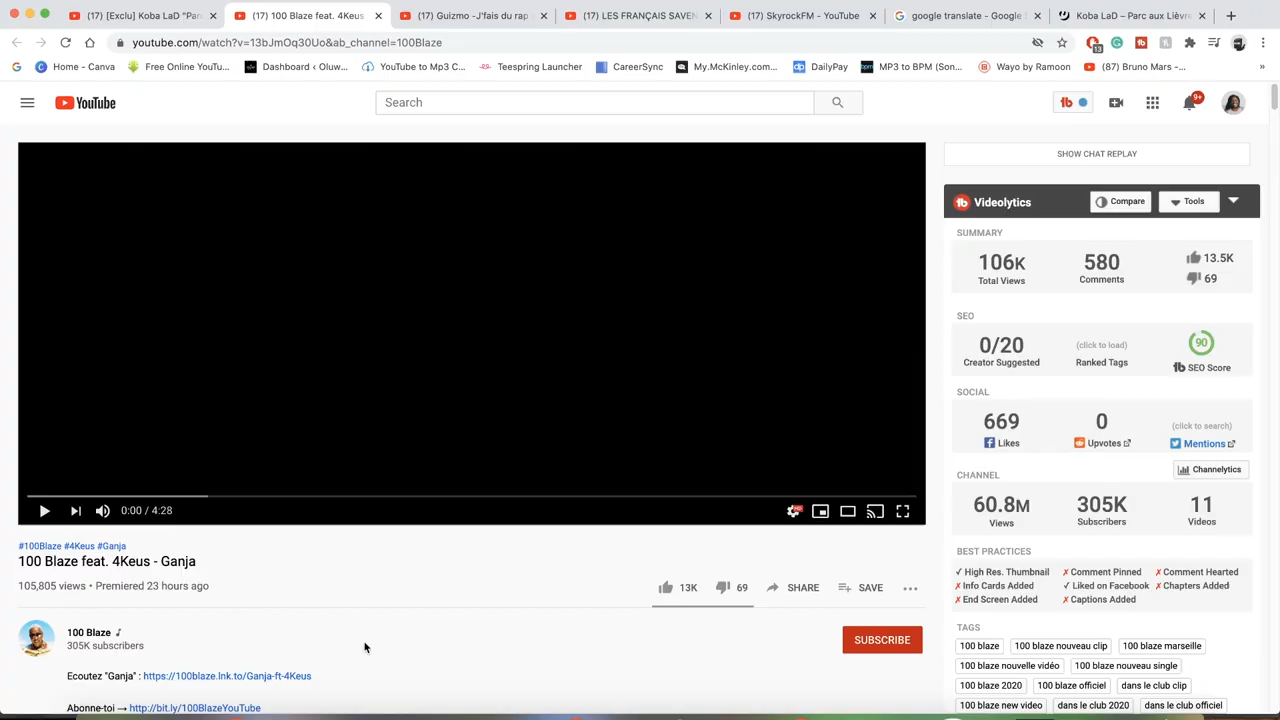 (17) [Exclu] Koba LaD "Par
(17) 100 Blaze feat. 4Keus
(17) Guizmo -J'fais du rap
(17) LES FRANÇAIS SAVEN
(17) SkyrockFM - YouTube
google translate - Google S
Koba LaD – Parc aux Lièvr
youtube.com/watch?v=13bJmOq30Uo&ab_channel=100Blaze
13
Home - Canva
Free Online YouTu...
Dashboard ‹ Oluw...
YouTube to Mp3 C...
Teespring Launcher
CareerSync
My.McKinley.com...
DailyPay
MP3 to BPM (Son...
Wayo by Ramoon
(87) Bruno Mars -...
YouTube
Search
9+
SHOW CHAT REPLAY
Videolytics
Compare
Tools
SUMMARY
106K
Total Views
580
Comments
13.5K
69
SEO
0/20
Creator Suggested
(click to load)
Ranked Tags
90
SEO Score
SOCIAL
669
Likes
0
Upvotes
(click to search)
Mentions
CHANNEL
Channelytics
60.8M
Views
305K
Subscribers
11
Videos
BEST PRACTICES
✓ High Res. Thumbnail
✗ Comment Pinned
✗ Comment Hearted
✗ Info Cards Added
✓ Liked on Facebook
✗ Chapters Added
✗ End Screen Added
✗ Captions Added
TAGS
100 blaze
100 blaze nouveau clip
100 blaze marseille
100 blaze nouvelle vidéo
100 blaze nouveau single
100 blaze 2020
100 blaze officiel
dans le club clip
100 blaze new video
dans le club 2020
dans le club officiel
0:00 / 4:28
#100Blaze #4Keus #Ganja
100 Blaze feat. 4Keus - Ganja
105,805 views • Premiered 23 hours ago
13K
69
SHARE
SAVE
100 Blaze
305K subscribers
SUBSCRIBE
Ecoutez "Ganja" : https://100blaze.lnk.to/Ganja-ft-4Keus
Abonne-toi → http://bit.ly/100BlazeYouTube